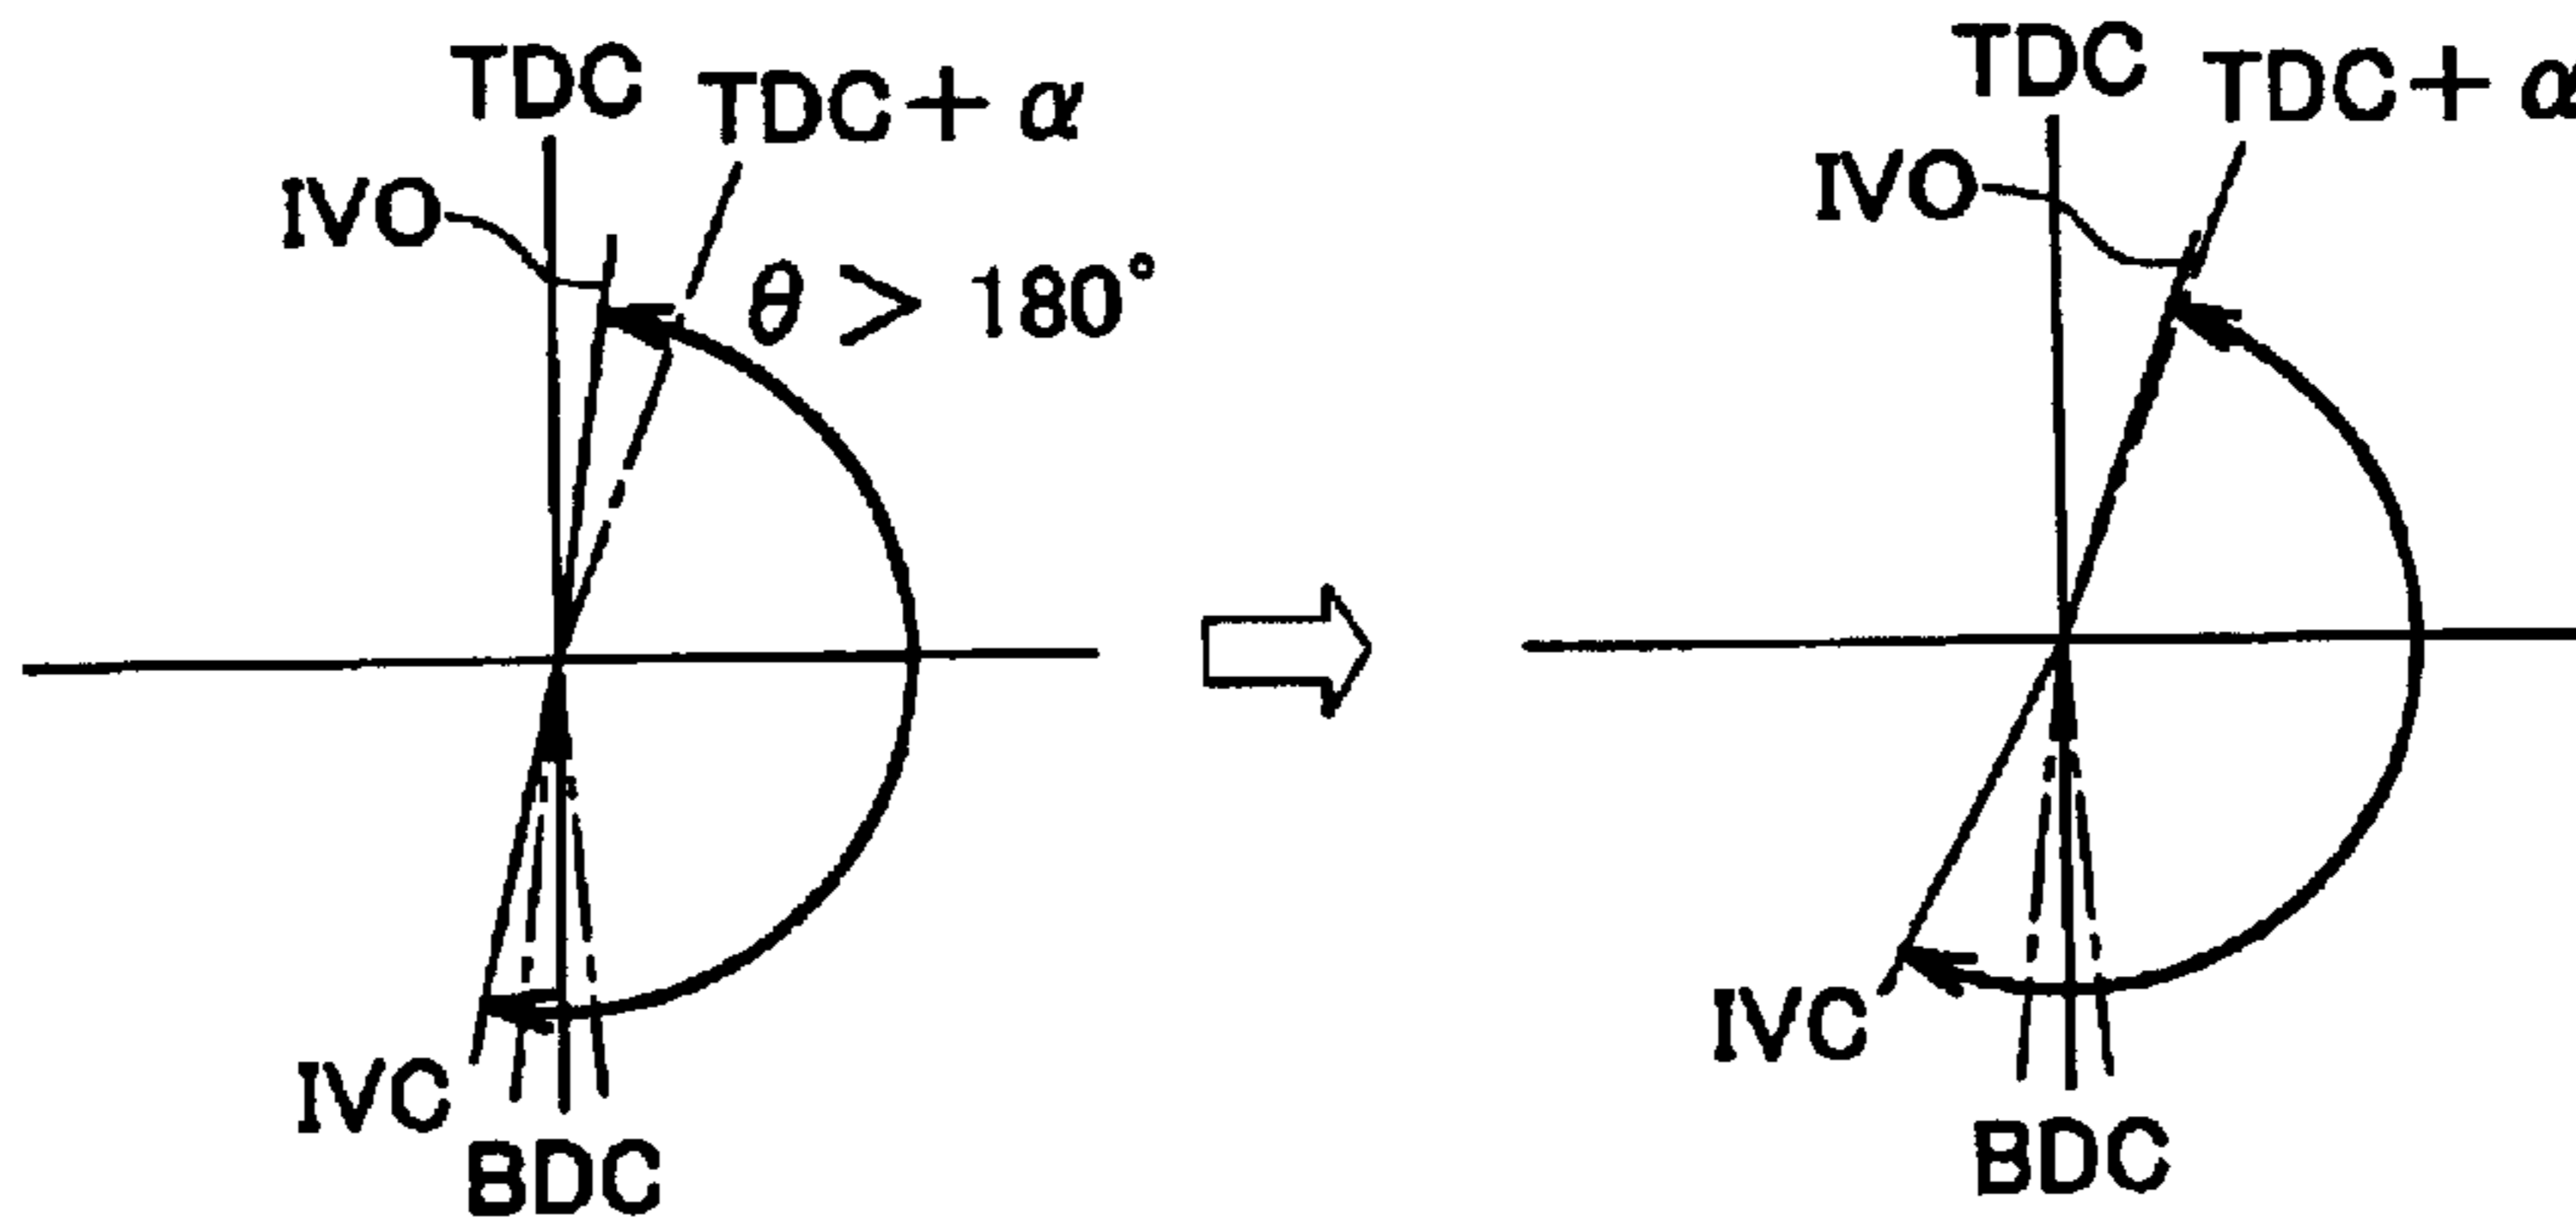 TDC
TDC + α
IVO
θ > 180°
IVC
BDC
TDC
TDC + α
IVO
IVC
BDC